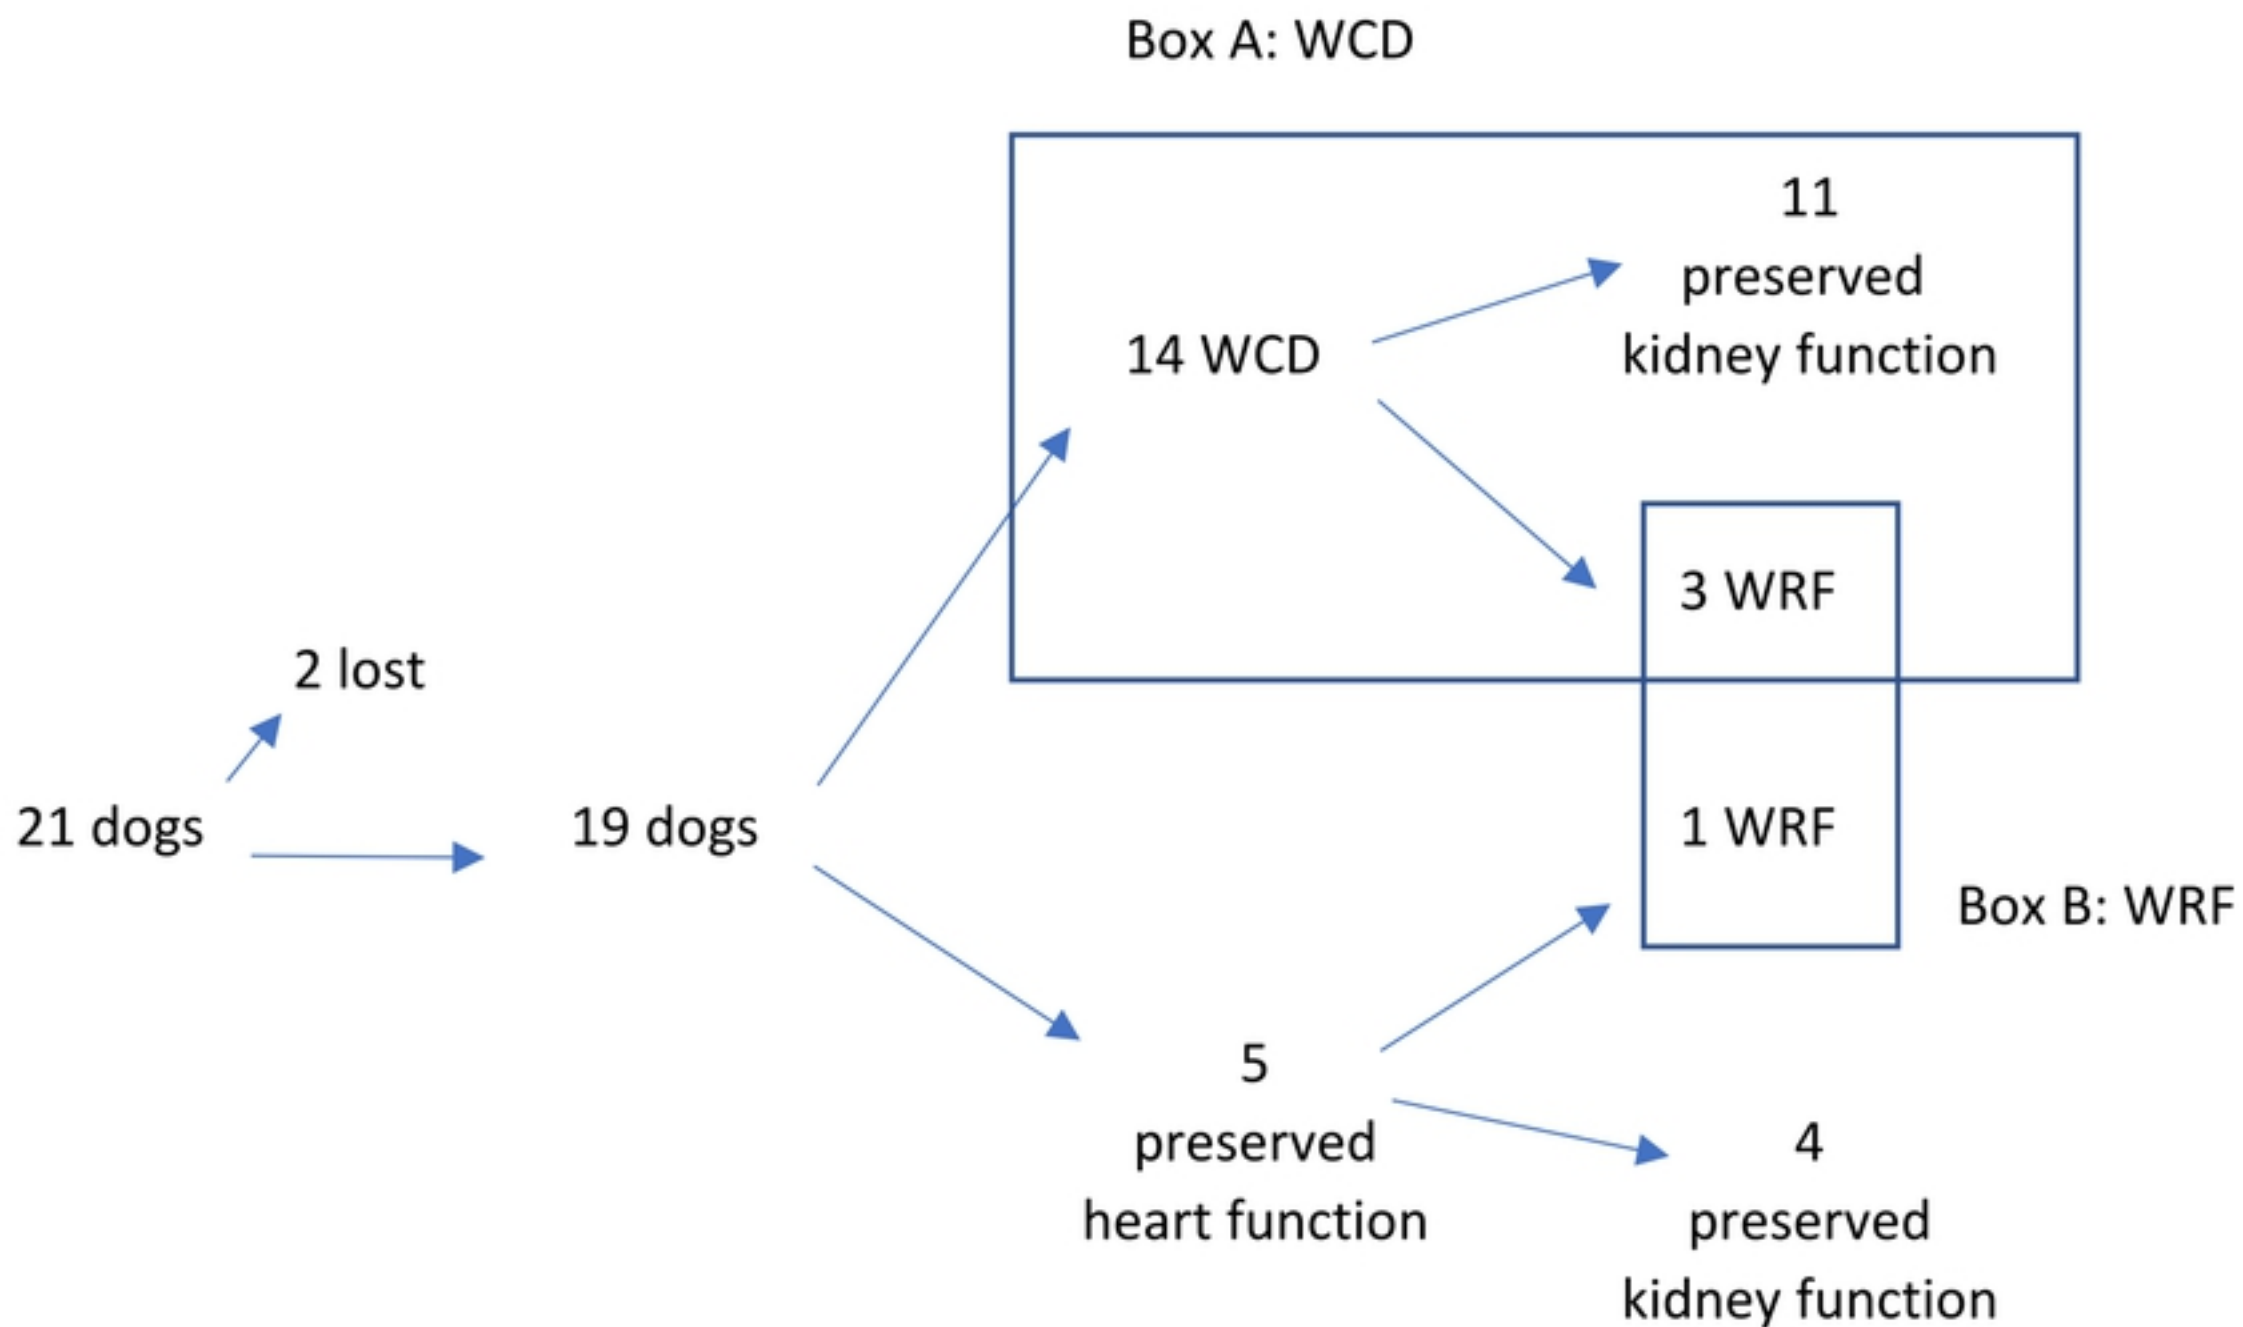 Box A: WCD
11
preserved
kidney function
14 WCD
3 WRF
2 lost
21 dogs
19 dogs
1 WRF
Box B: WRF
5
preserved
heart function
4
preserved
kidney function